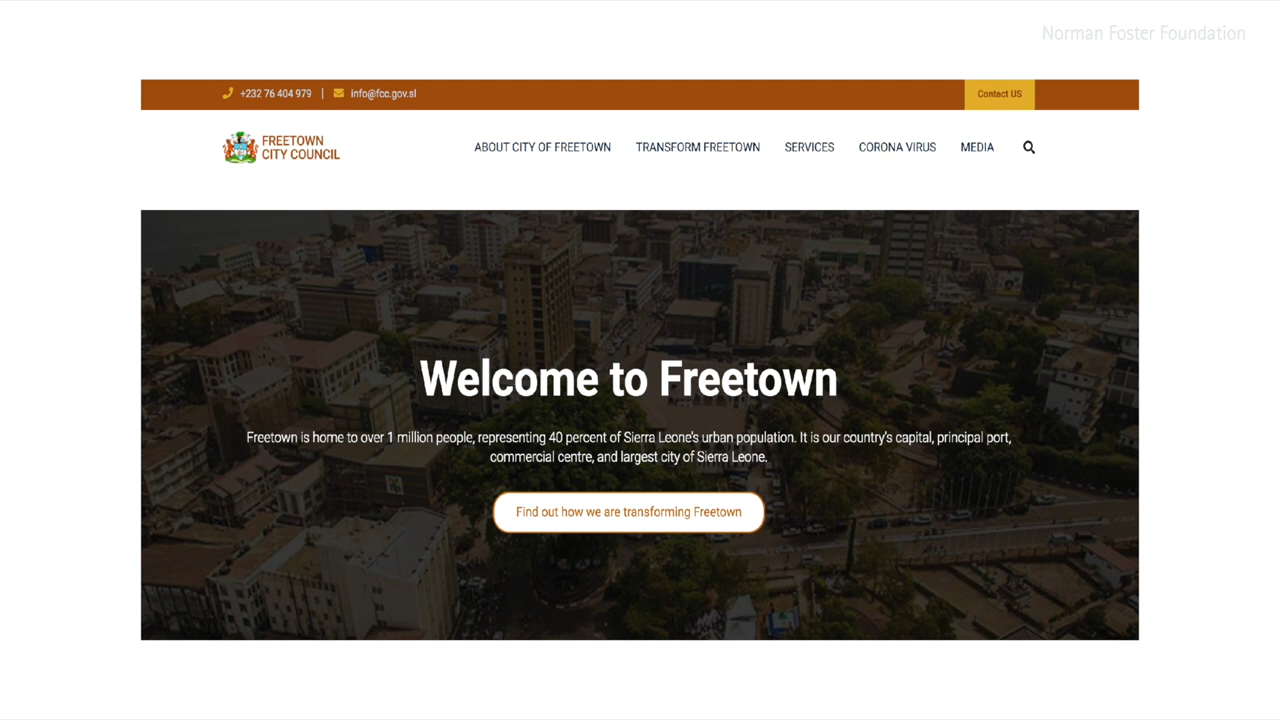 Norman Foster Foundation
+232 76 404 979 | info@fcc.gov.sl
Contact US
FREETOWN
CITY COUNCIL
ABOUT CITY OF FREETOWN TRANSFORM FREETOWN SERVICES CORONA VIRUS MEDIA
Welcome to Freetown
Freetown is home to over 1 million people, representing 40 percent of Sierra Leone's urban population. It is our country's capital, principal port,
commercial centre, and largest city of Sierra Leone.
Find out how we are transforming Freetown